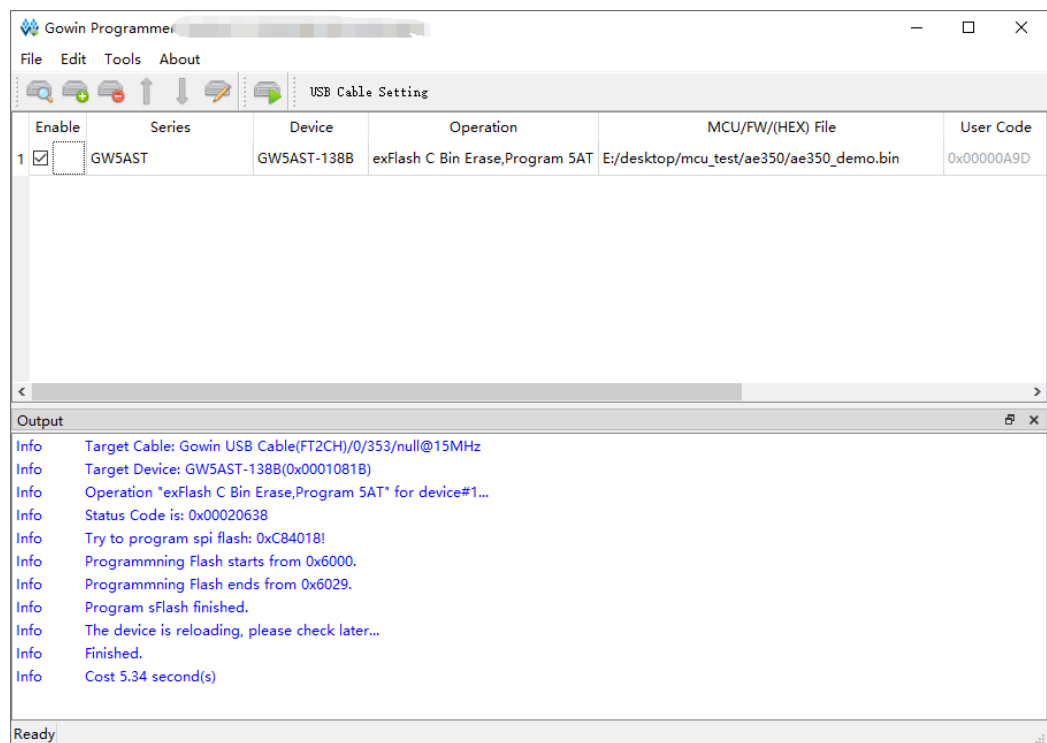 Gowin Programmer
File Edit Tools About
USB Cable Setting
Enable Series Device Operation MCU/FW/(HEX) File User Code
1 GW5AST GW5AST-138B exFlash C Bin Erase,Program 5AT E:/desktop/mcu_test/ae350/ae350_demo.bin 0x00000A9D
Output
Info Target Cable: Gowin USB Cable(FT2CH)/0/353/null@15MHz
Info Target Device: GW5AST-138B(0x0001081B)
Info Operation "exFlash C Bin Erase,Program 5AT" for device#1...
Info Status Code is: 0x00020638
Info Try to program spi flash: 0xC84018!
Info Programmning Flash starts from 0x6000.
Info Programmning Flash ends from 0x6029.
Info Program sFlash finished.
Info The device is reloading, please check later...
Info Finished.
Info Cost 5.34 second(s)
Ready